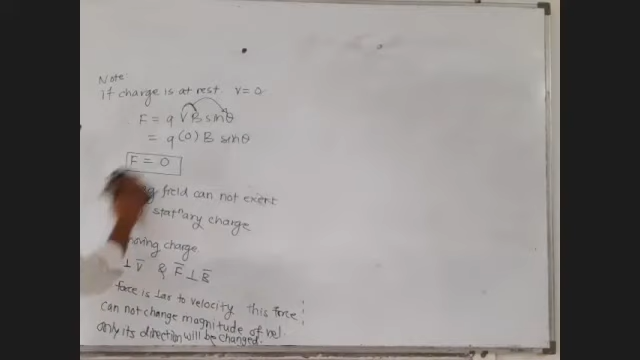 Note
if charge is at rest v = 0
F = q v B sinθ
= q (0) B sinθ
F = 0
field can not exert
stationary charge
moving charge
⊥ V̄ & F̄ ⊥ B̄
force is ⊥ar to velocity this force
can not change magnitude of vel.
only its direction will be changed.